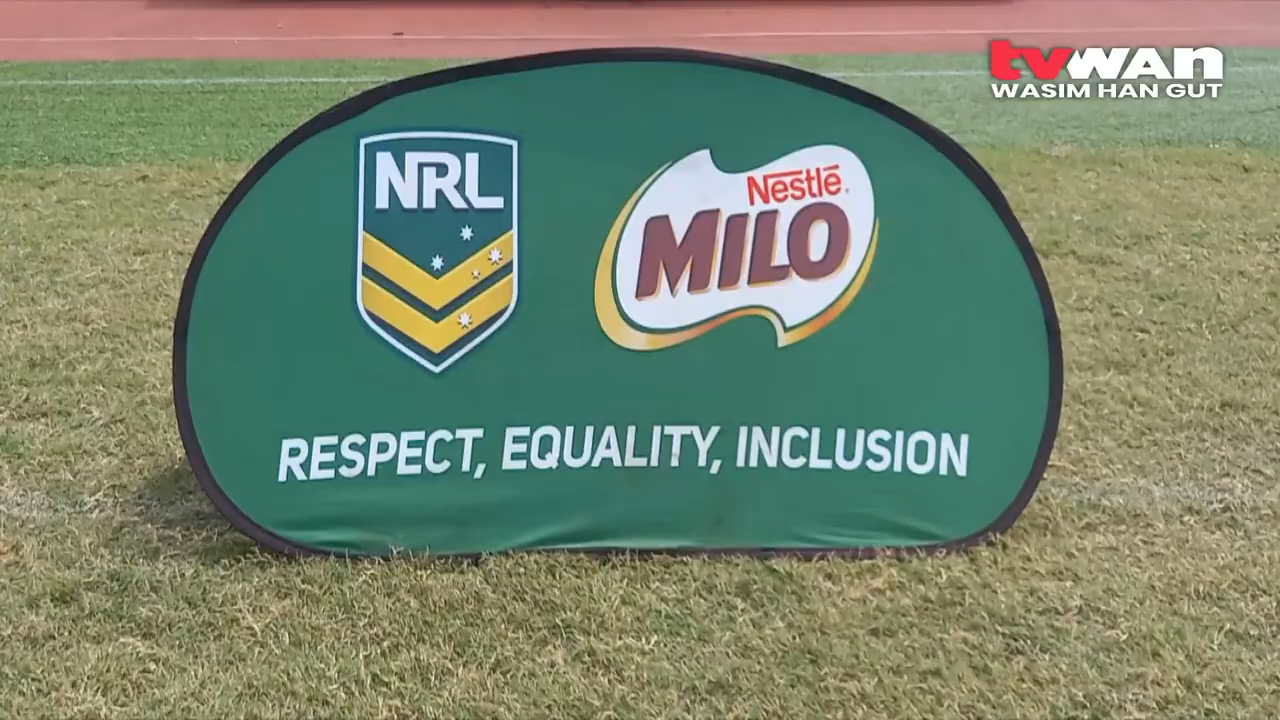 tvwan
WASIM HAN GUT
NRL
Nestlé
MILO
RESPECT, EQUALITY, INCLUSION